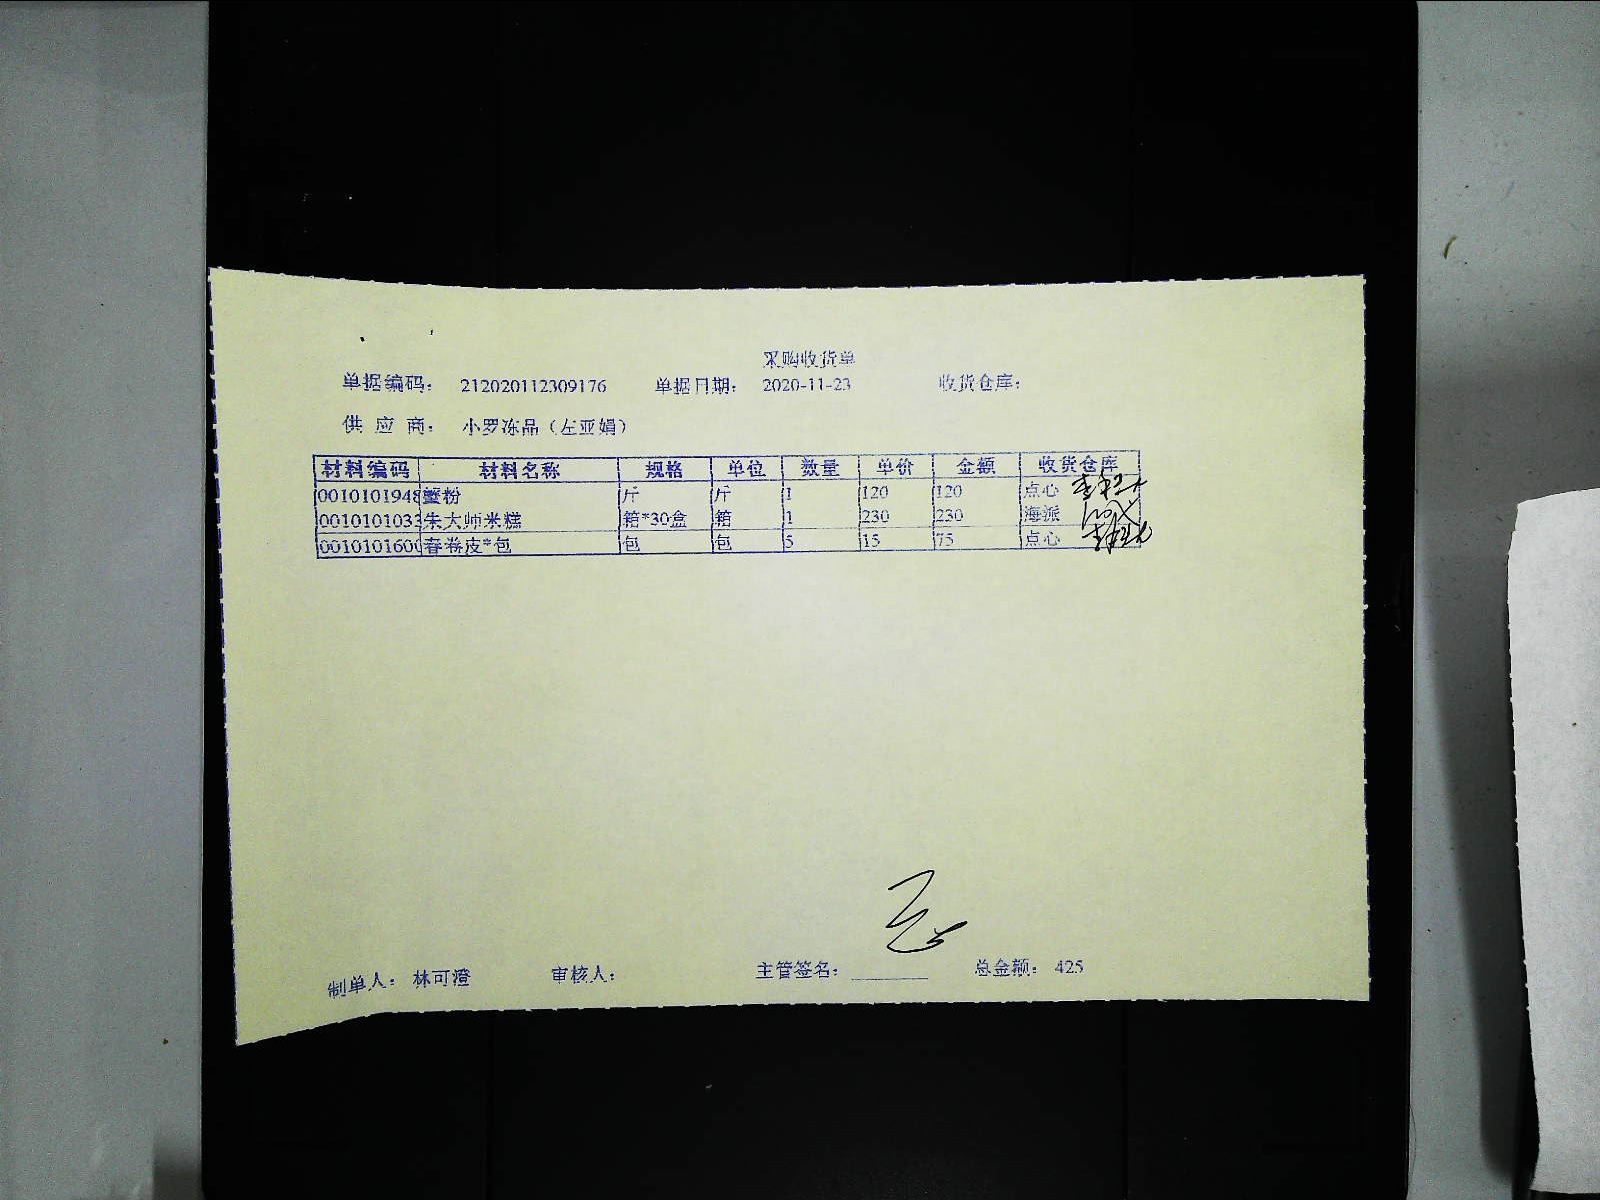 采购收货单
单据编码: 212020112309176 单据日期: 2020-11-23 收货仓库:
供 应 商: 小罗冻品（左亚娟）
材料编码 材料名称 规格 单位 数量 单价 金额 收货仓库
0010101948 蟹粉 斤 斤 1 120 120 点心
0010101033 朱大师米糕 箱*30盒 箱 1 230 230 海派
0010101600 春卷皮*包 包 包 5 15 75 点心
制单人: 林可澄 审核人: 主管签名: 总金额: 425